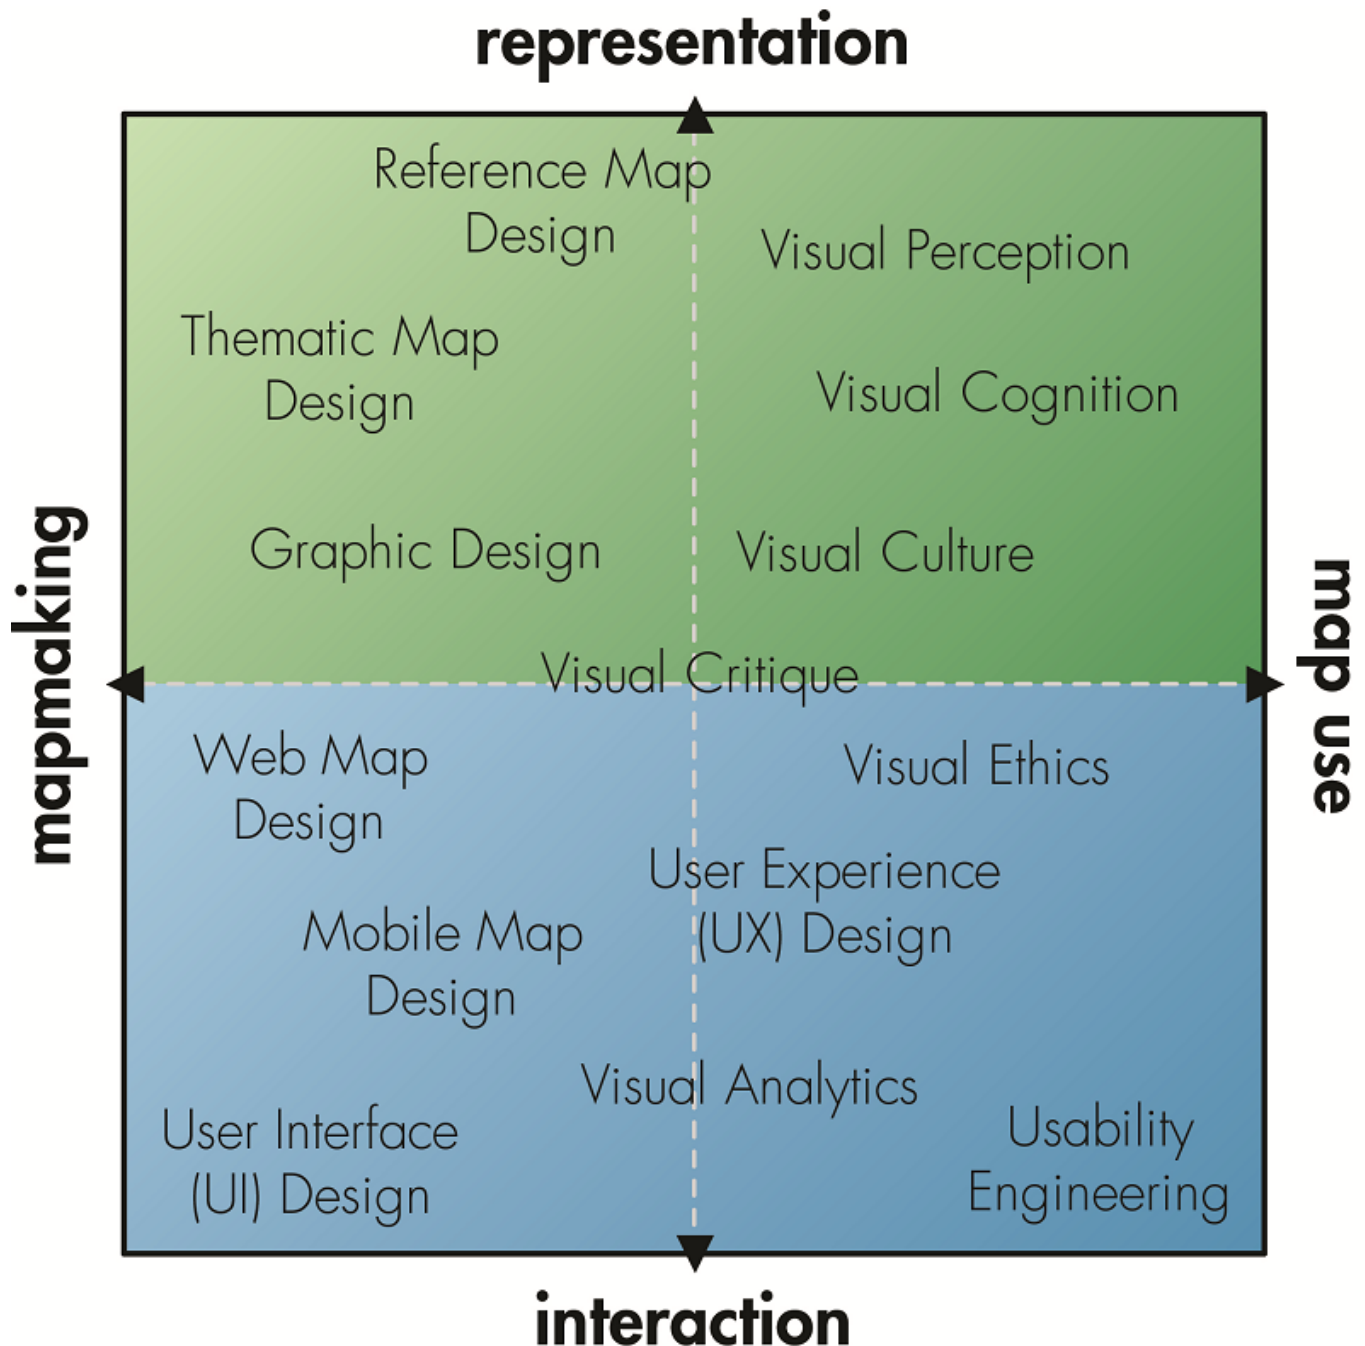 representation
Reference Map
Design
Visual Perception
Thematic Map
Design
Visual Cognition
Graphic Design
Visual Culture
mapmaking
map use
Visual Critique
Web Map
Design
Visual Ethics
User Experience
(UX) Design
Mobile Map
Design
Visual Analytics
User Interface
(UI) Design
Usability
Engineering
interaction